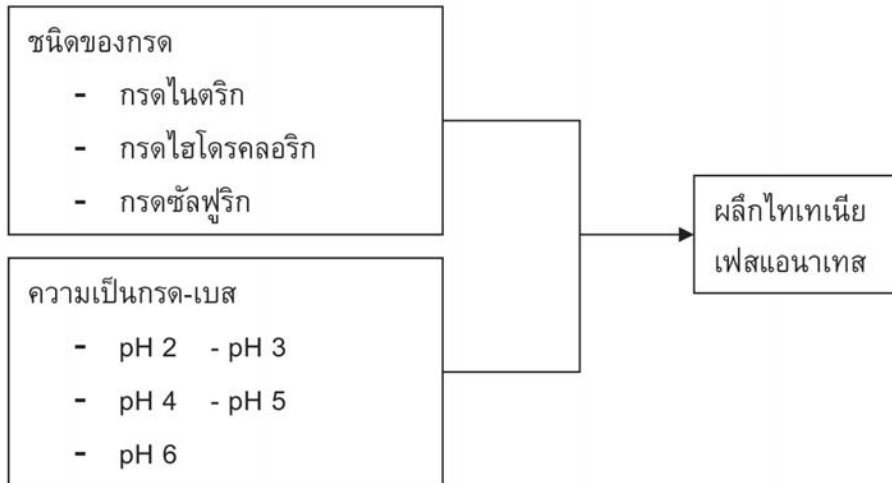 ชนิดของกรด
- กรดไนตริก
- กรดไฮโดรคลอริก
- กรดซัลฟูริก
ผลึกไทเทเนีย
เฟสแอนาเทส
ความเป็นกรด-เบส
- pH 2 - pH 3
- pH 4 - pH 5
- pH 6